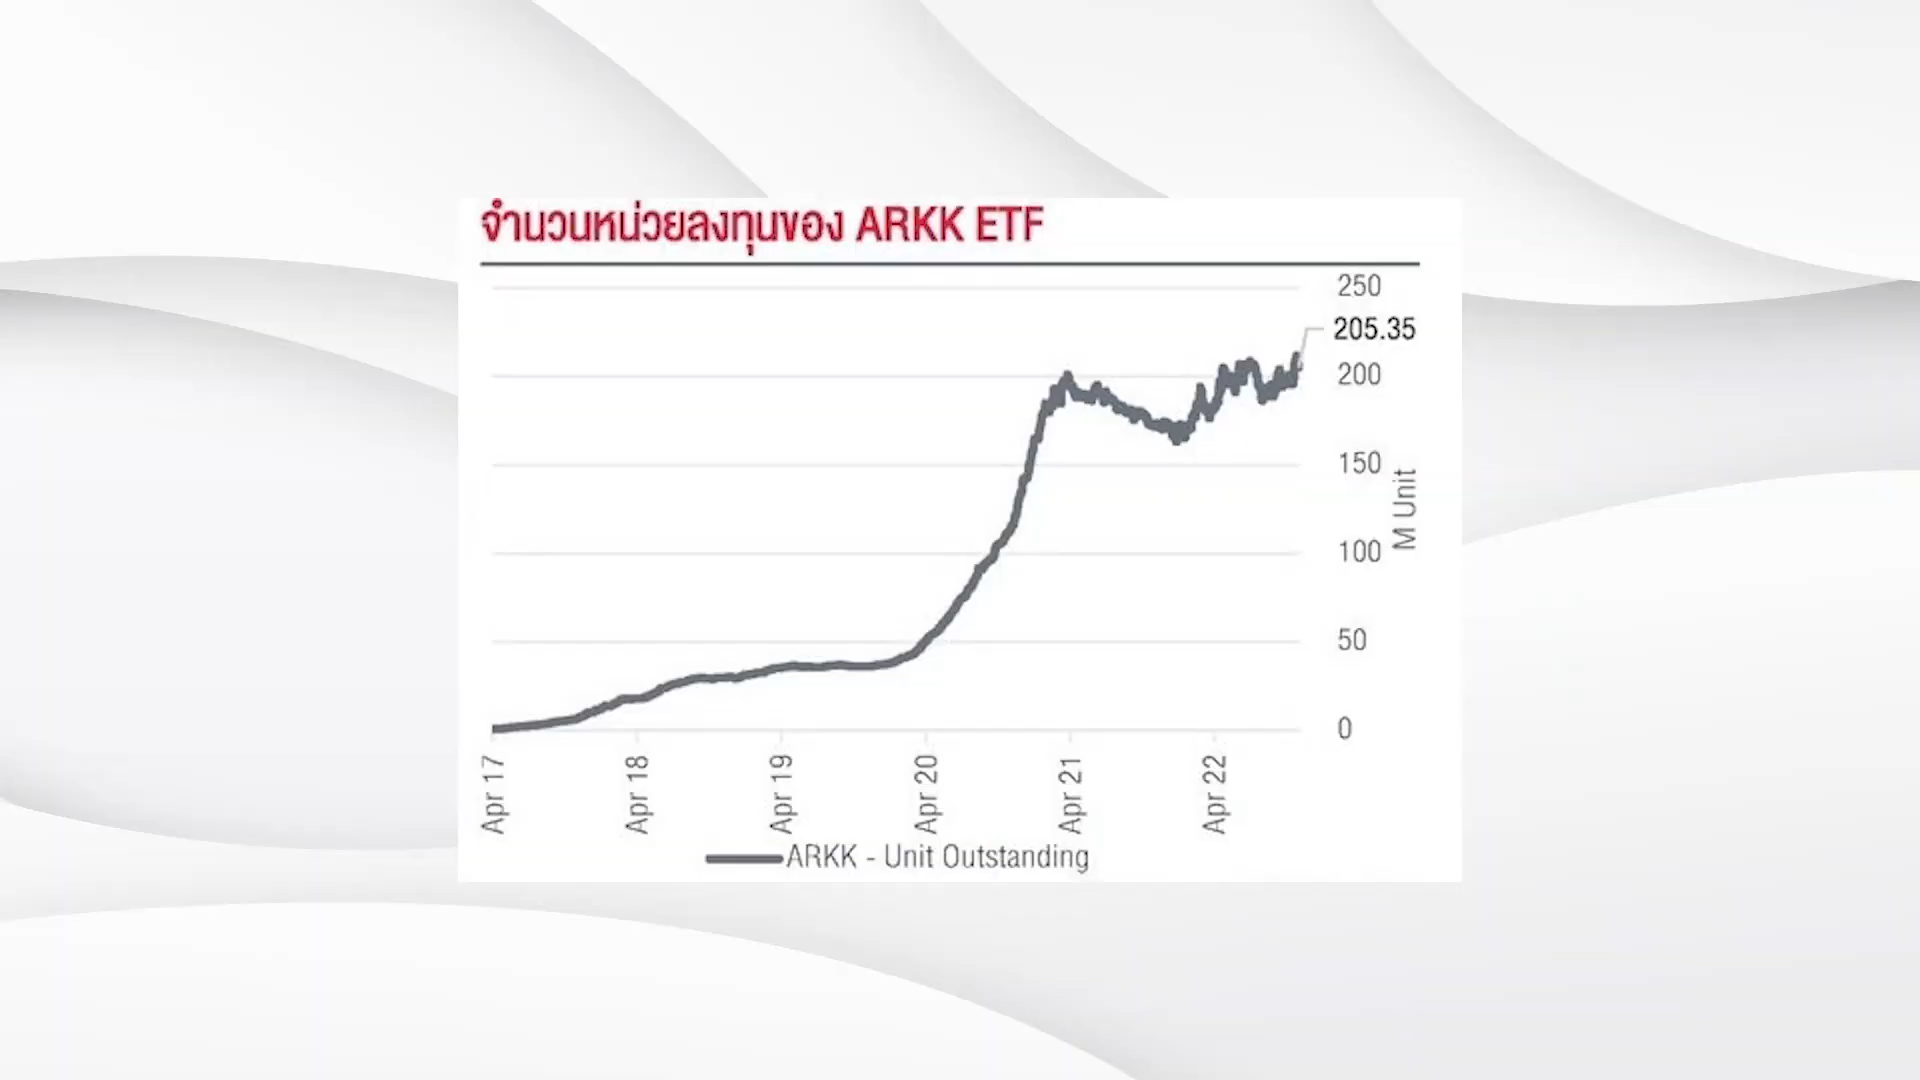 จำนวนหน่วยลงทุนของ ARKK ETF
250
205.35
200
150
100
50
0
M Unit
Apr 17
Apr 18
Apr 19
Apr 20
Apr 21
Apr 22
ARKK - Unit Outstanding